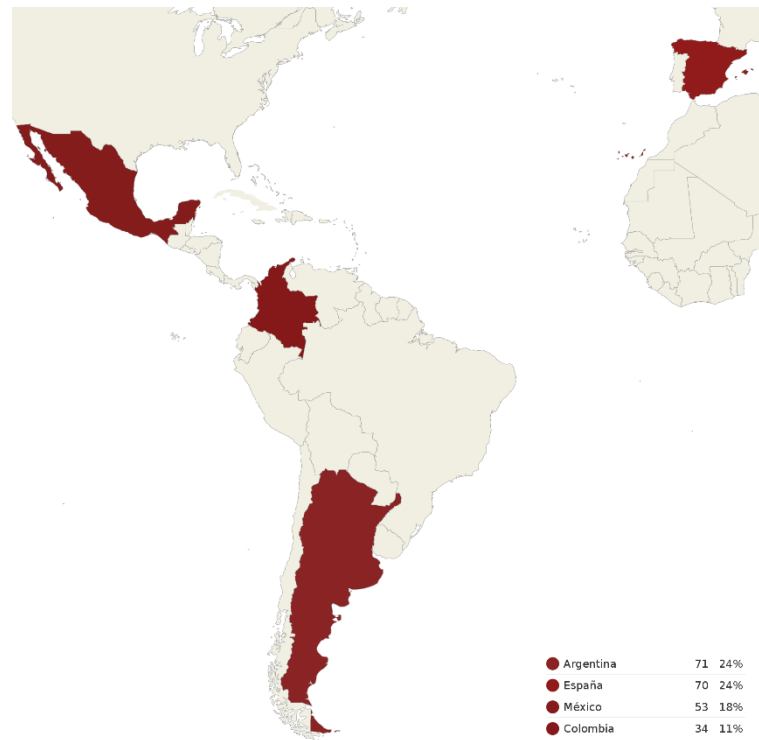 Argentina 71 24%
España 70 24%
México 53 18%
Colombia 34 11%